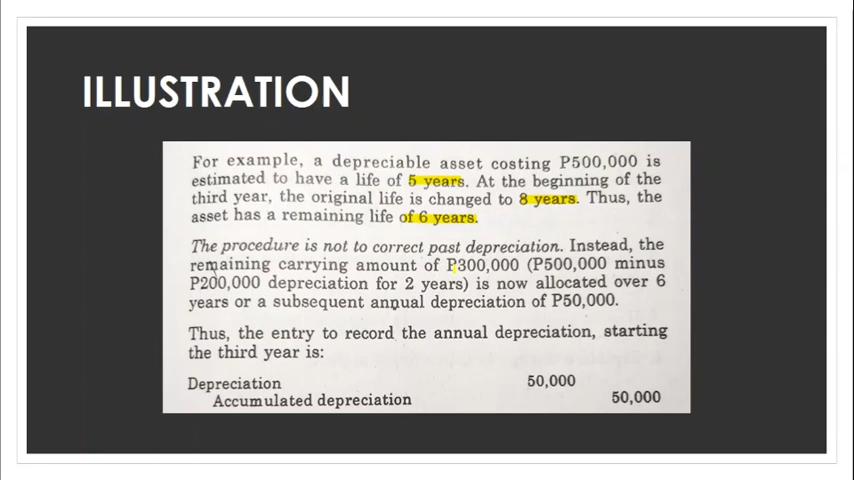 ILLUSTRATION
For example, a depreciable asset costing P500,000 is
estimated to have a life of 5 years. At the beginning of the
third year, the original life is changed to 8 years. Thus, the
asset has a remaining life of 6 years.
The procedure is not to correct past depreciation. Instead, the
remaining carrying amount of P300,000 (P500,000 minus
P200,000 depreciation for 2 years) is now allocated over 6
years or a subsequent annual depreciation of P50,000.
Thus, the entry to record the annual depreciation, starting
the third year is:
Depreciation 50,000
Accumulated depreciation 50,000